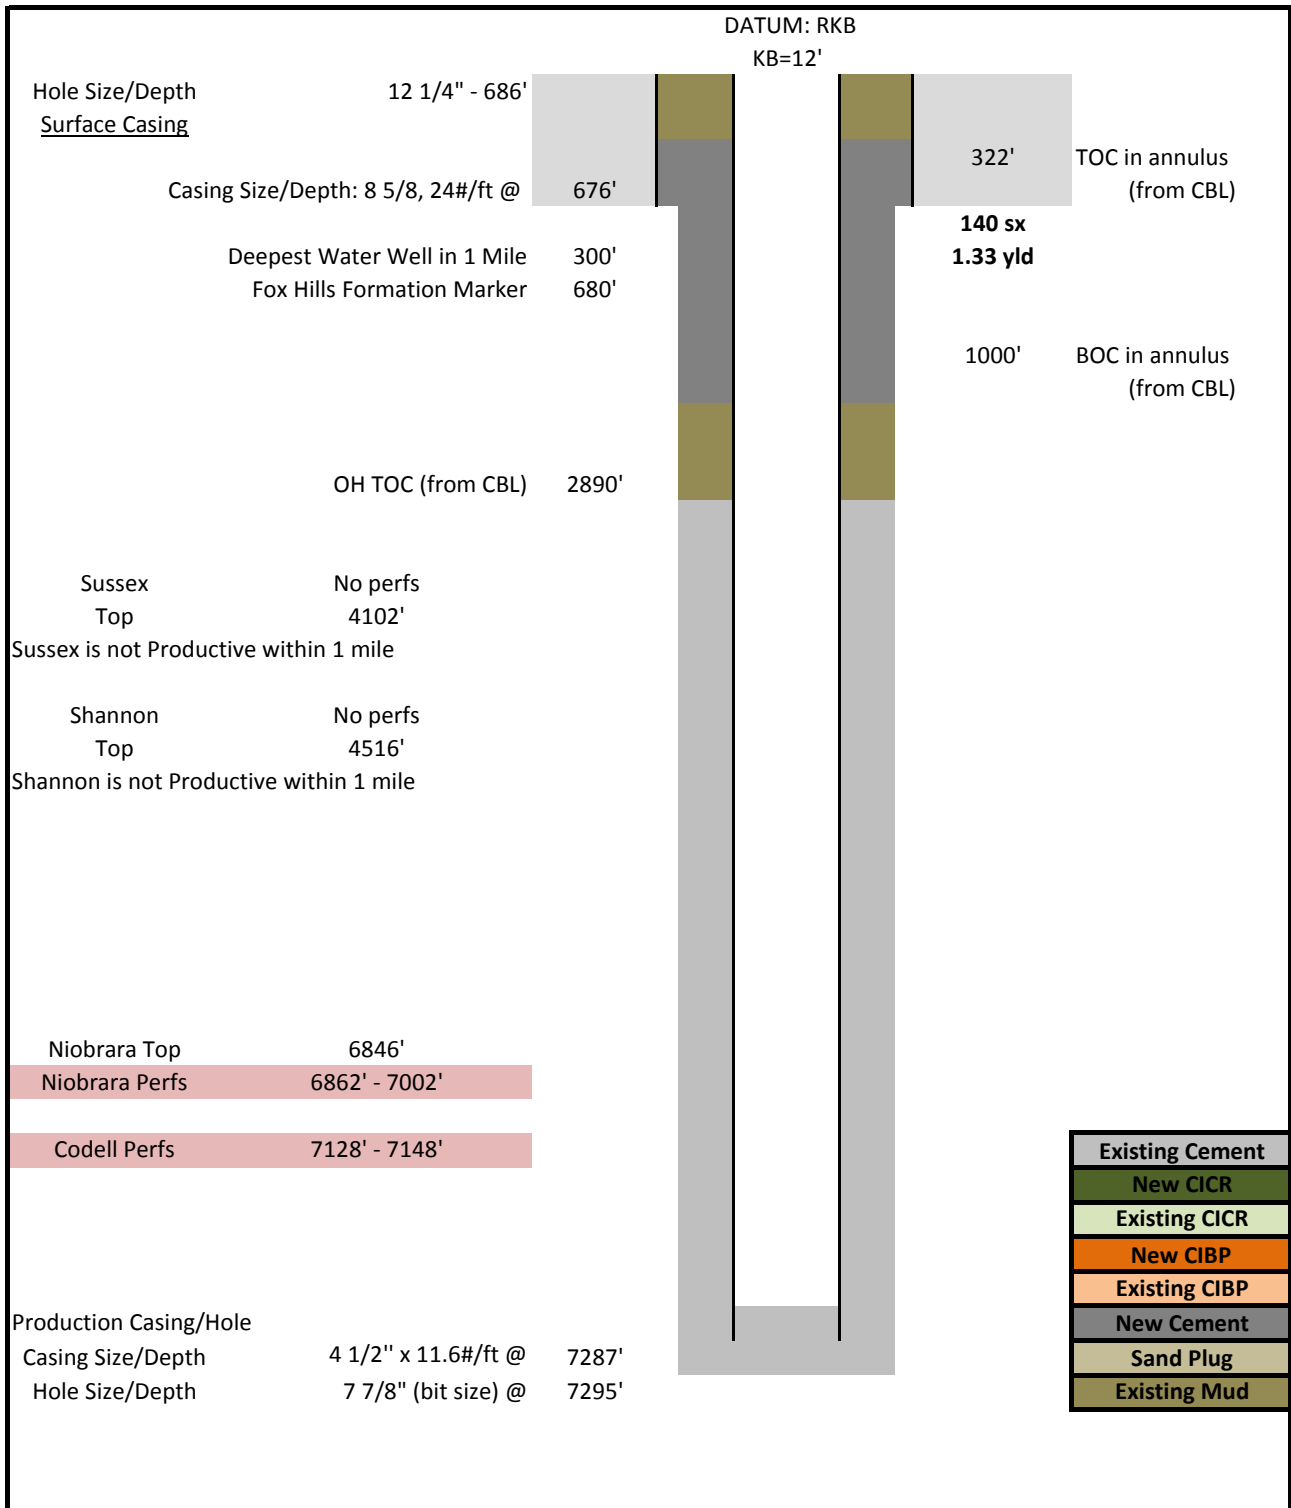 DATUM: RKB
KB=12'
Hole Size/Depth 12 1/4" - 686'
Surface Casing
322' TOC in annulus
Casing Size/Depth: 8 5/8, 24#/ft @ 676' (from CBL)
140 sx
Deepest Water Well in 1 Mile 300' 1.33 yld
Fox Hills Formation Marker 680'
1000' BOC in annulus
(from CBL)
OH TOC (from CBL) 2890'
Sussex No perfs
Top 4102'
Sussex is not Productive within 1 mile
Shannon No perfs
Top 4516'
Shannon is not Productive within 1 mile
Niobrara Top 6846'
Niobrara Perfs 6862' - 7002'
Codell Perfs 7128' - 7148'
Existing Cement
New CICR
Existing CICR
New CIBP
Existing CIBP
Production Casing/Hole New Cement
Casing Size/Depth 4 1/2'' x 11.6#/ft @ 7287' Sand Plug
Hole Size/Depth 7 7/8" (bit size) @ 7295' Existing Mud